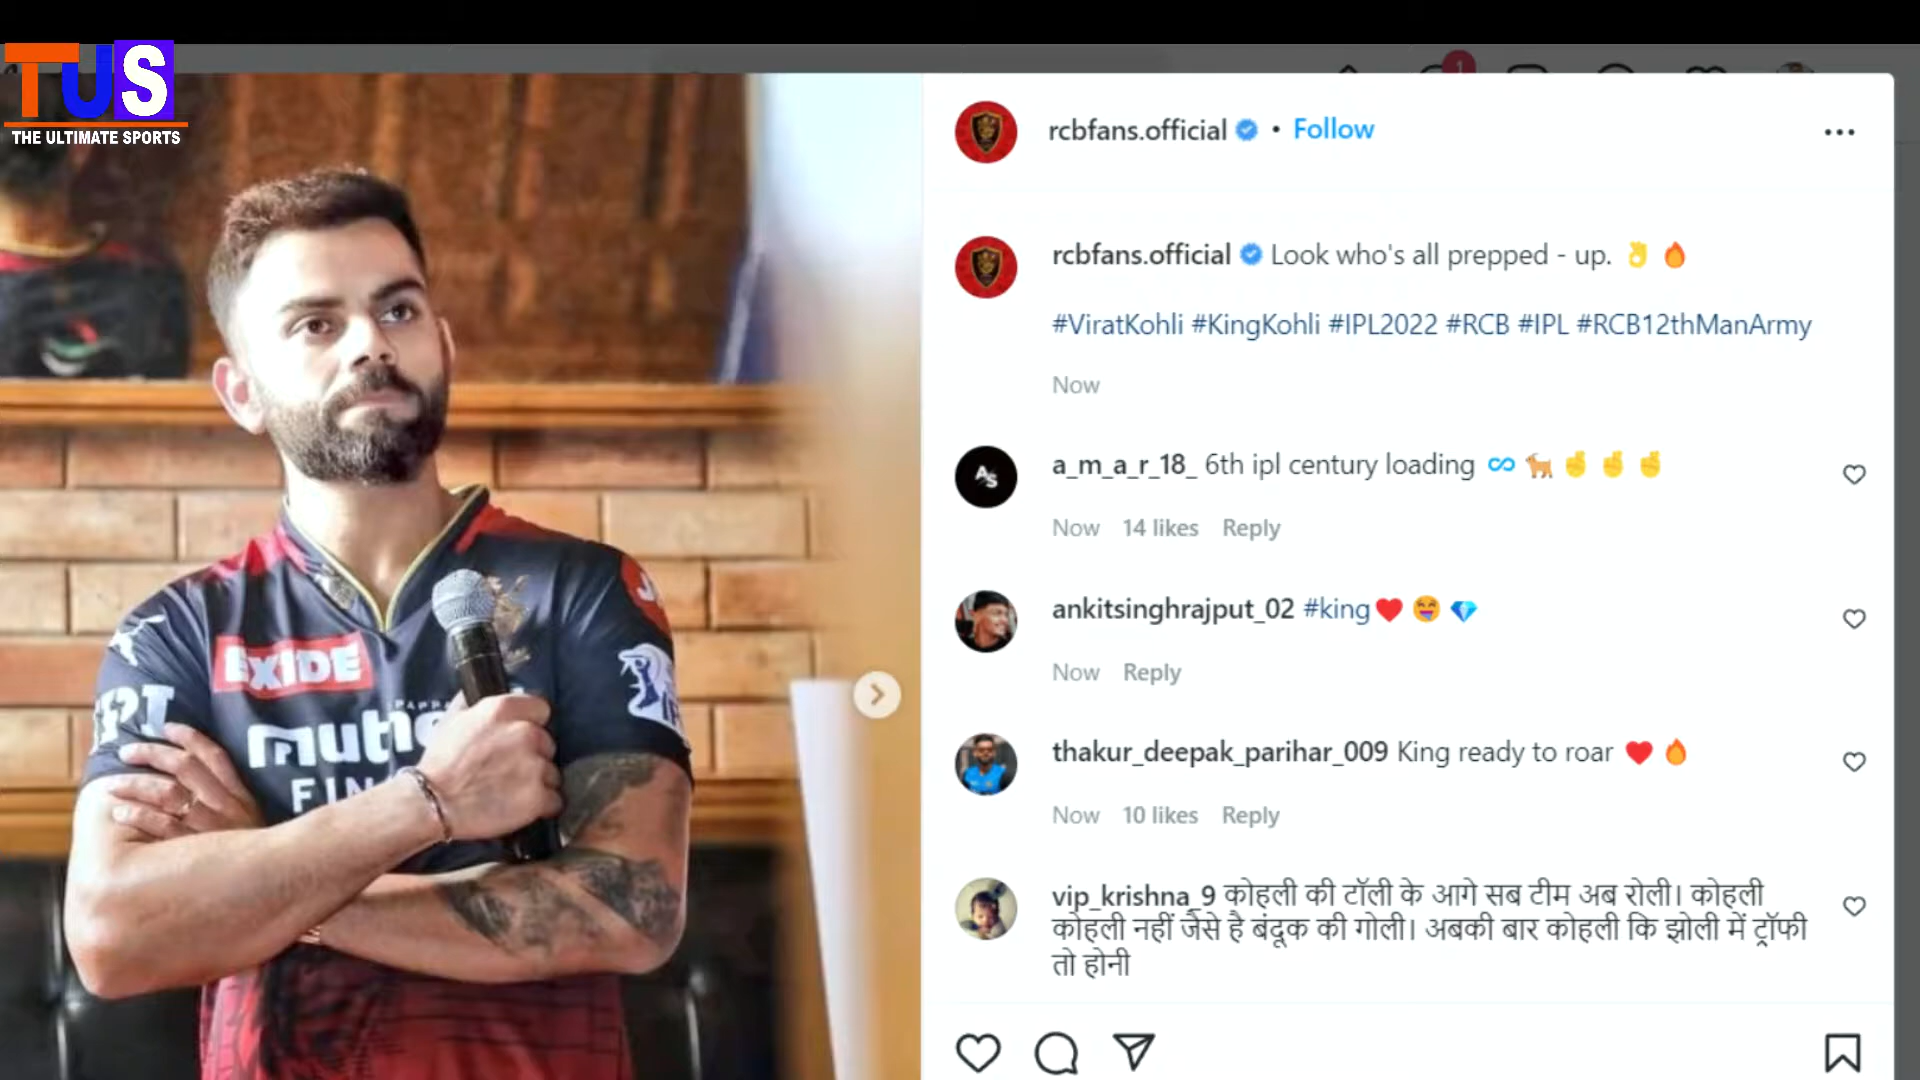 TUS
THE ULTIMATE SPORTS
1
rcbfans.official • Follow
rcbfans.official Look who's all prepped - up. 👌 🔥
#ViratKohli #KingKohli #IPL2022 #RCB #IPL #RCB12thManArmy
Now
a_m_a_r_18_ 6th ipl century loading ∞ 🐐 🤞 🤞 🤞
Now 14 likes Reply
ankitsinghrajput_02 #king❤️ 😝 💎
Now Reply
thakur_deepak_parihar_009 King ready to roar ❤️ 🔥
Now 10 likes Reply
vip_krishna_9 कोहली की टॉली के आगे सब टीम अब रोली। कोहली
कोहली नहीं जैसे है बंदूक की गोली। अबकी बार कोहली कि झोली में ट्रॉफी
तो होनी
EXIDE
FIN